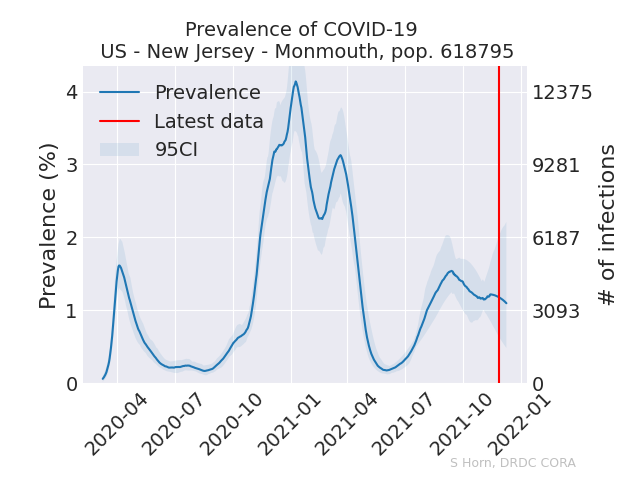 Prevalence of COVID-19
US - New Jersey - Monmouth, pop. 618795
Prevalence
Latest data
95CI
Prevalence (%)
4
3
2
1
0
12375
9281
6187
3093
0
# of infections
2020-04
2020-07
2020-10
2021-01
2021-04
2021-07
2021-10
2022-01
S Horn, DRDC CORA